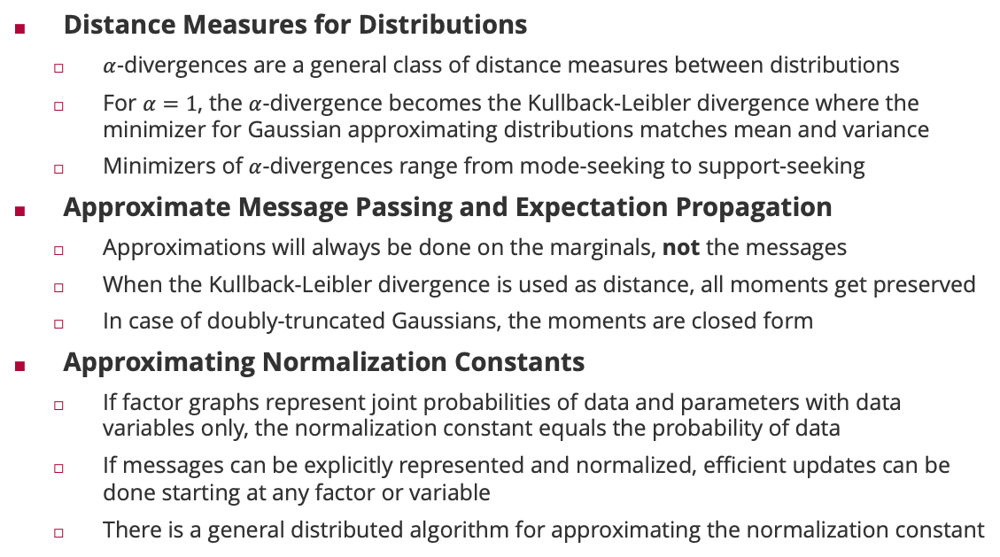 Distance Measures for Distributions
𝛼-divergences are a general class of distance measures between distributions
For 𝛼 = 1, the 𝛼-divergence becomes the Kullback-Leibler divergence where the
minimizer for Gaussian approximating distributions matches mean and variance
Minimizers of 𝛼-divergences range from mode-seeking to support-seeking
Approximate Message Passing and Expectation Propagation
Approximations will always be done on the marginals, not the messages
When the Kullback-Leibler divergence is used as distance, all moments get preserved
In case of doubly-truncated Gaussians, the moments are closed form
Approximating Normalization Constants
If factor graphs represent joint probabilities of data and parameters with data
variables only, the normalization constant equals the probability of data
If messages can be explicitly represented and normalized, efficient updates can be
done starting at any factor or variable
There is a general distributed algorithm for approximating the normalization constant